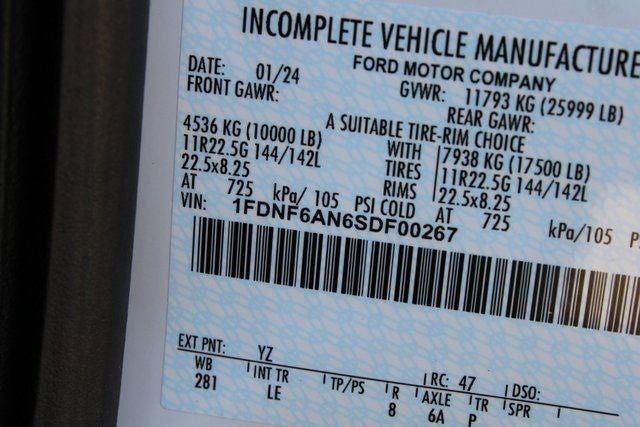 INCOMPLETE VEHICLE MANUFACTURE
FORD MOTOR COMPANY
DATE: 01/24 GVWR: 11793 KG (25999 LB)
FRONT GAWR: REAR GAWR:
A SUITABLE TIRE-RIM CHOICE
4536 KG (10000 LB) WITH 7938 KG (17500 LB)
11R22.5G 144/142L TIRES 11R22.5G 144/142L
22.5x8.25 RIMS 22.5x8.25
AT 725 kPa/ 105 PSI COLD AT 725 kPa/105 P
VIN: 1FDNF6AN6SDF00267
EXT PNT: YZ RC: 47 DSO:
WB INT TR TP/PS R AXLE TR SPR
281 LE 8 6A P